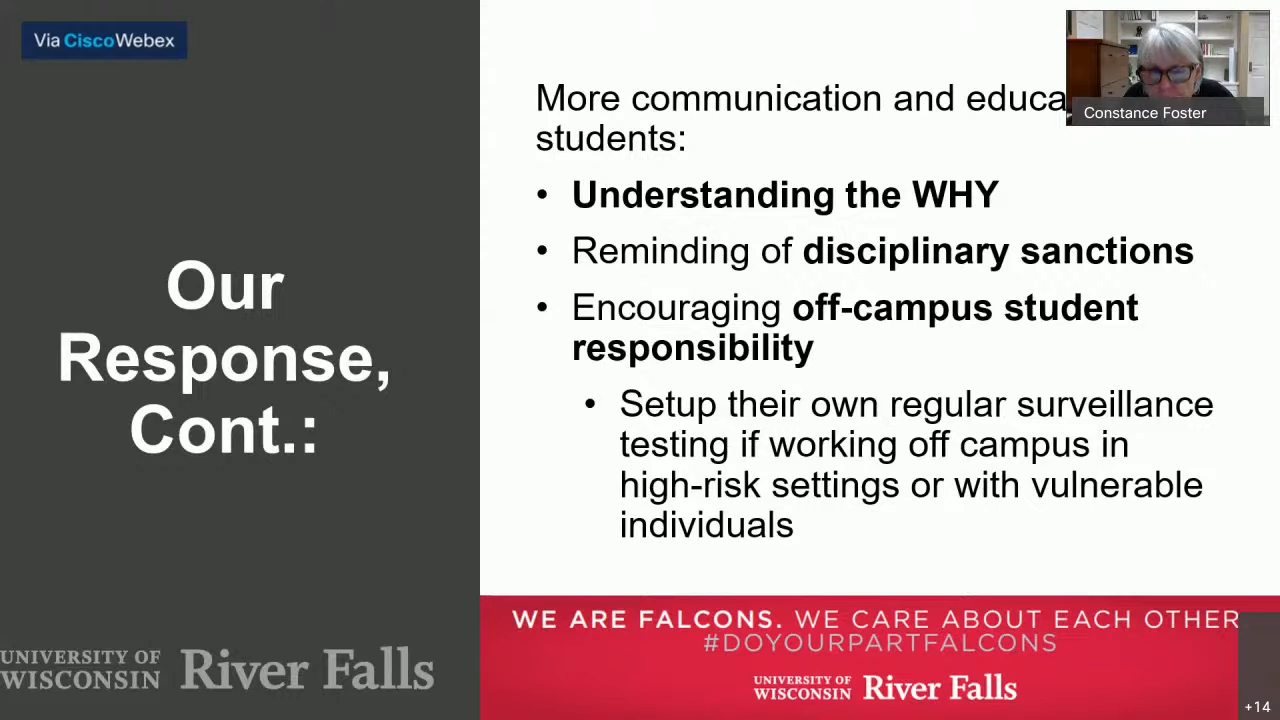 Via CiscoWebex
Our
Response,
Cont.:
UNIVERSITY OF
WISCONSIN River Falls
More communication and educa
students:
• Understanding the WHY
• Reminding of disciplinary sanctions
• Encouraging off-campus student
responsibility
• Setup their own regular surveillance
testing if working off campus in
high-risk settings or with vulnerable
individuals
Constance Foster
WE ARE FALCONS. WE CARE ABOUT EACH OTHER
#DOYOURPARTFALCONS
UNIVERSITY OF
WISCONSIN River Falls
+14